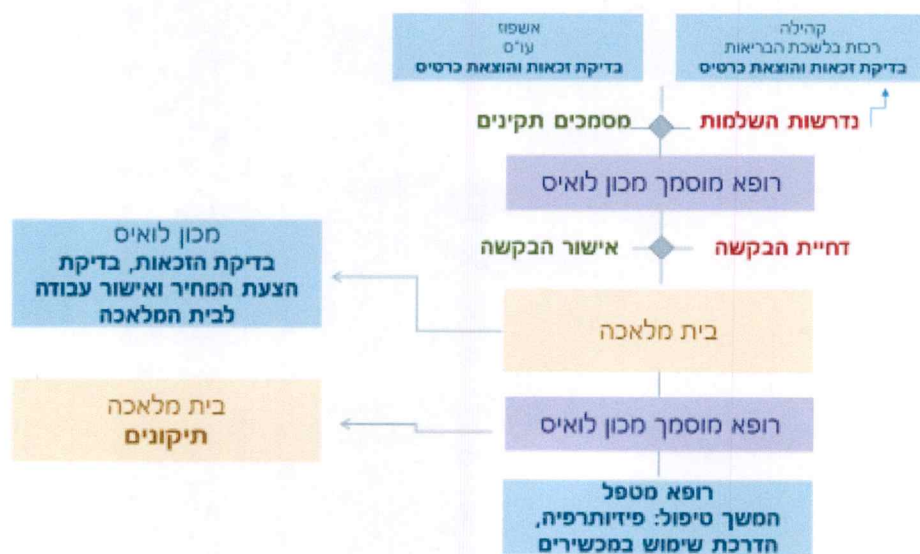 קהילה
רכזת בלשכת הבריאות
בדיקת זכאות והוצאת כרטיס
אשפוז
עו"ס
בדיקת זכאות והוצאת כרטיס
נדרשות השלמות
מסמכים תקינים
רופא מוסמך מכון לואיס
דחיית הבקשה
אישור הבקשה
מכון לואיס
בדיקת הזכאות, בדיקת
הצעת המחיר ואישור עבודה
לבית המלאכה
בית מלאכה
רופא מוסמך מכון לואיס
בית מלאכה
תיקונים
רופא מטפל
המשך טיפול: פיזיותרפיה,
הדרכת שימוש במכשירים